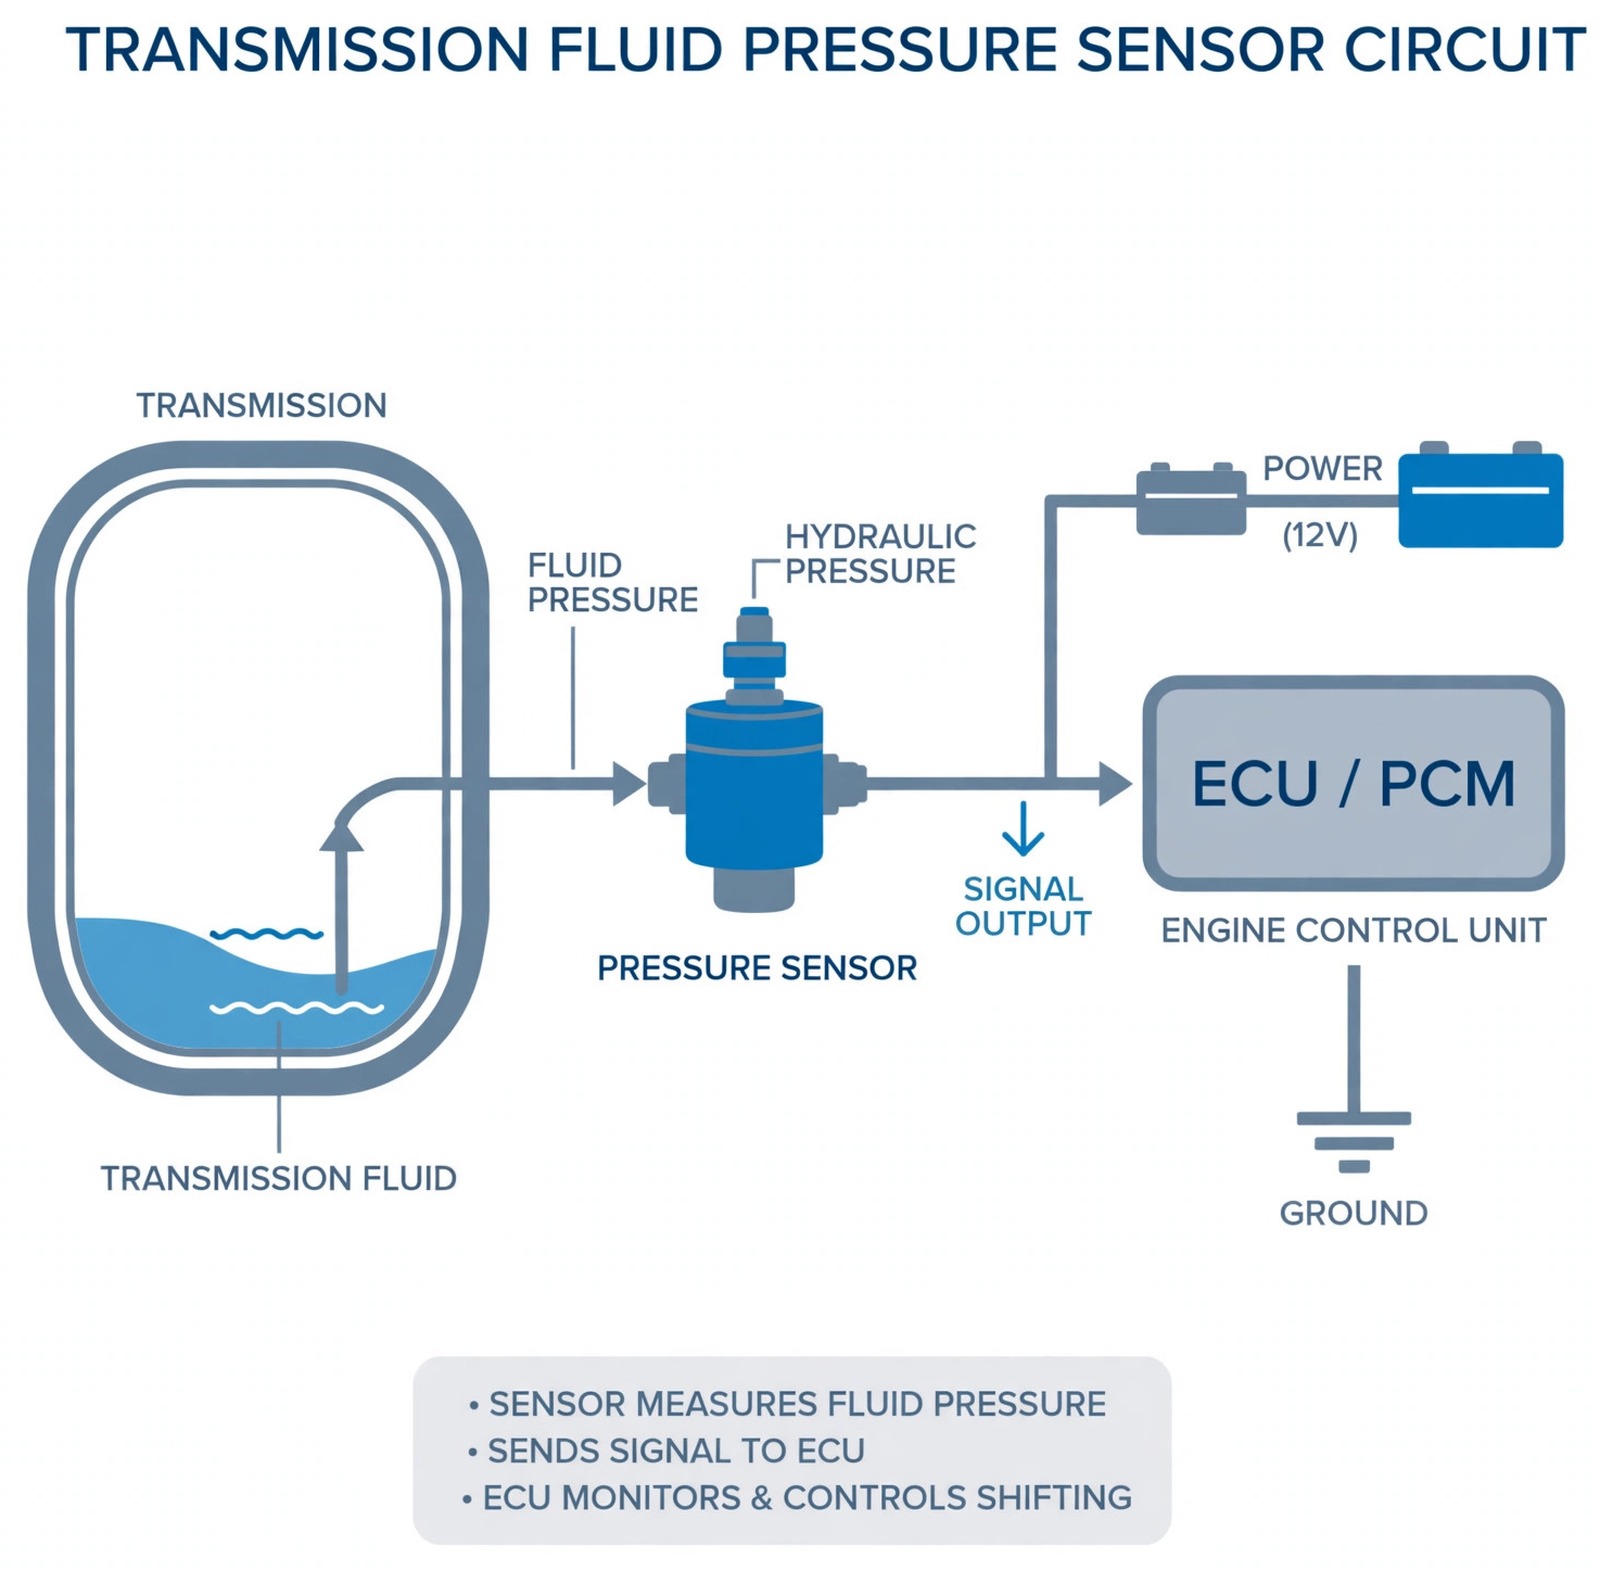 TRANSMISSION FLUID PRESSURE SENSOR CIRCUIT
TRANSMISSION
FLUID
PRESSURE
HYDRAULIC
PRESSURE
POWER
(12V)
ECU / PCM
SIGNAL
OUTPUT
ENGINE CONTROL UNIT
PRESSURE SENSOR
TRANSMISSION FLUID
GROUND
• SENSOR MEASURES FLUID PRESSURE
• SENDS SIGNAL TO ECU
• ECU MONITORS & CONTROLS SHIFTING